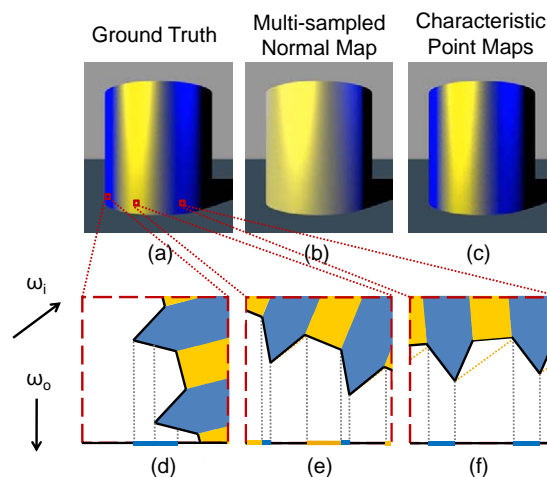 Ground Truth
Multi-sampled
Normal Map
Characteristic
Point Maps
(a)
(b)
(c)
ωi
ωo
(d)
(e)
(f)